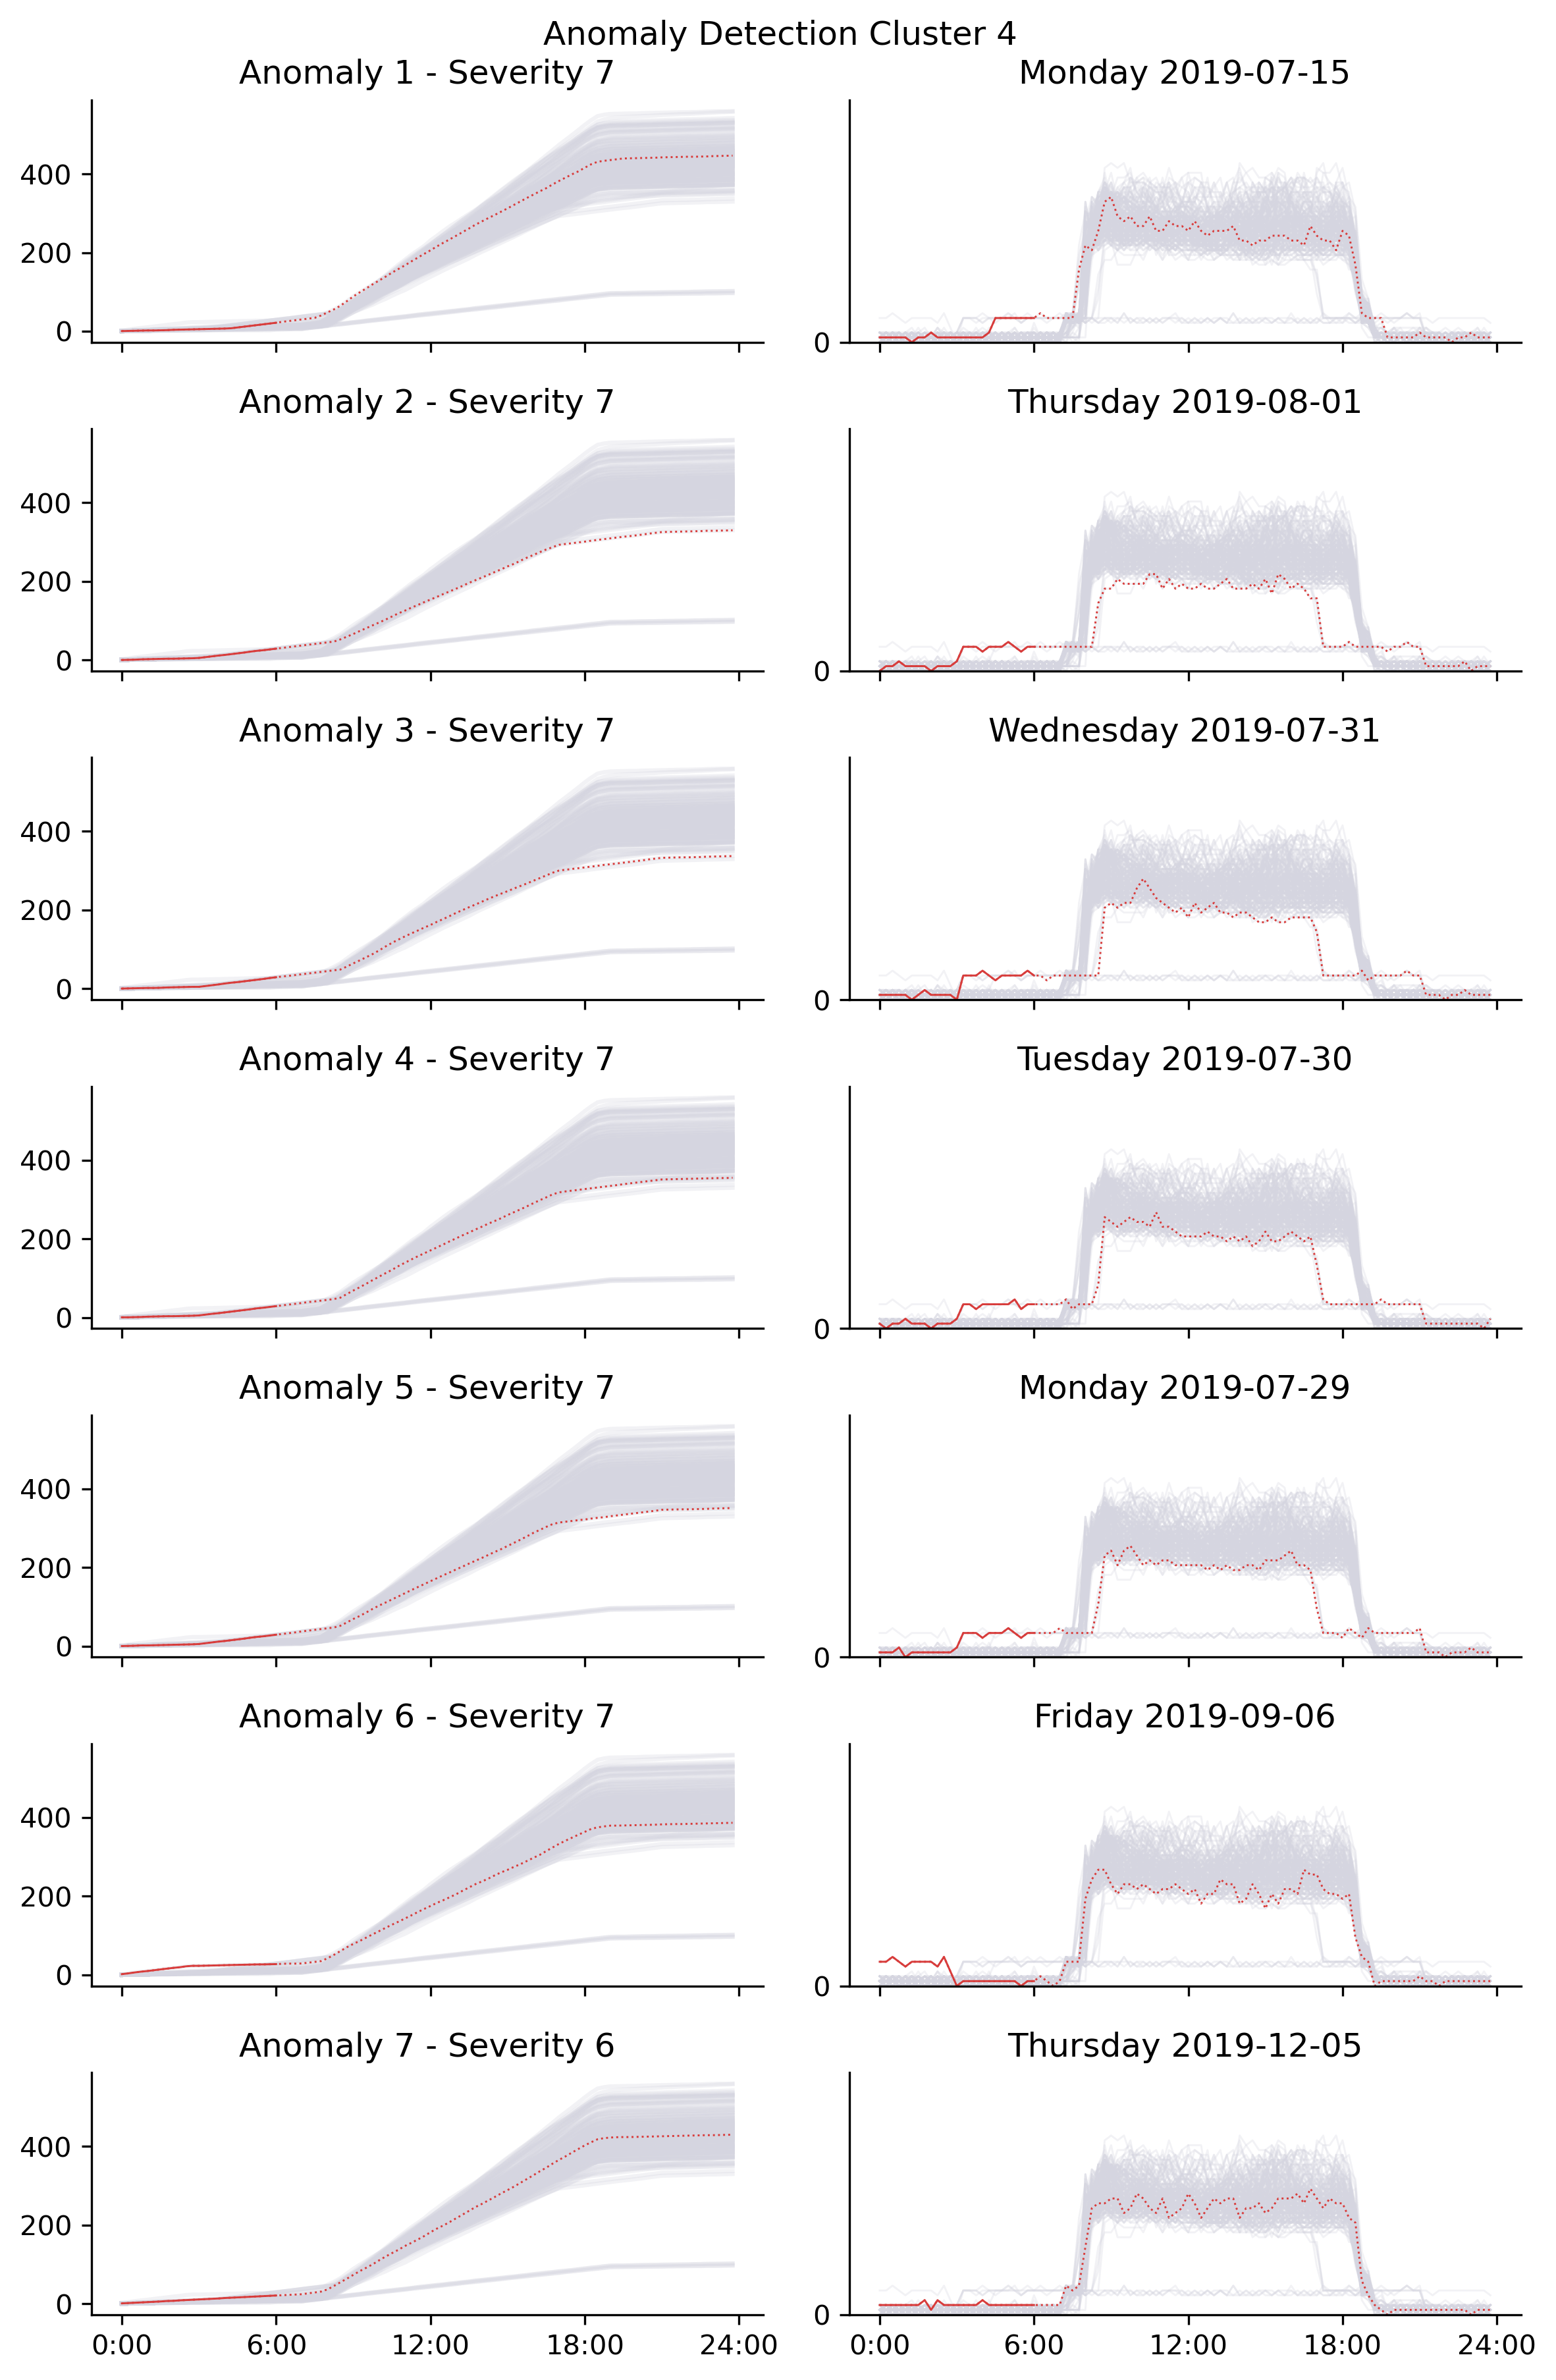 Anomaly Detection Cluster 4
Anomaly 1 - Severity 7
Monday 2019-07-15
400
200
0
0
Anomaly 2 - Severity 7
Thursday 2019-08-01
400
200
0
0
Anomaly 3 - Severity 7
Wednesday 2019-07-31
400
200
0
0
Anomaly 4 - Severity 7
Tuesday 2019-07-30
400
200
0
0
Anomaly 5 - Severity 7
Monday 2019-07-29
400
200
0
0
Anomaly 6 - Severity 7
Friday 2019-09-06
400
200
0
0
Anomaly 7 - Severity 6
Thursday 2019-12-05
400
200
0
0
0:00 6:00 12:00 18:00 24:00
0:00 6:00 12:00 18:00 24:00